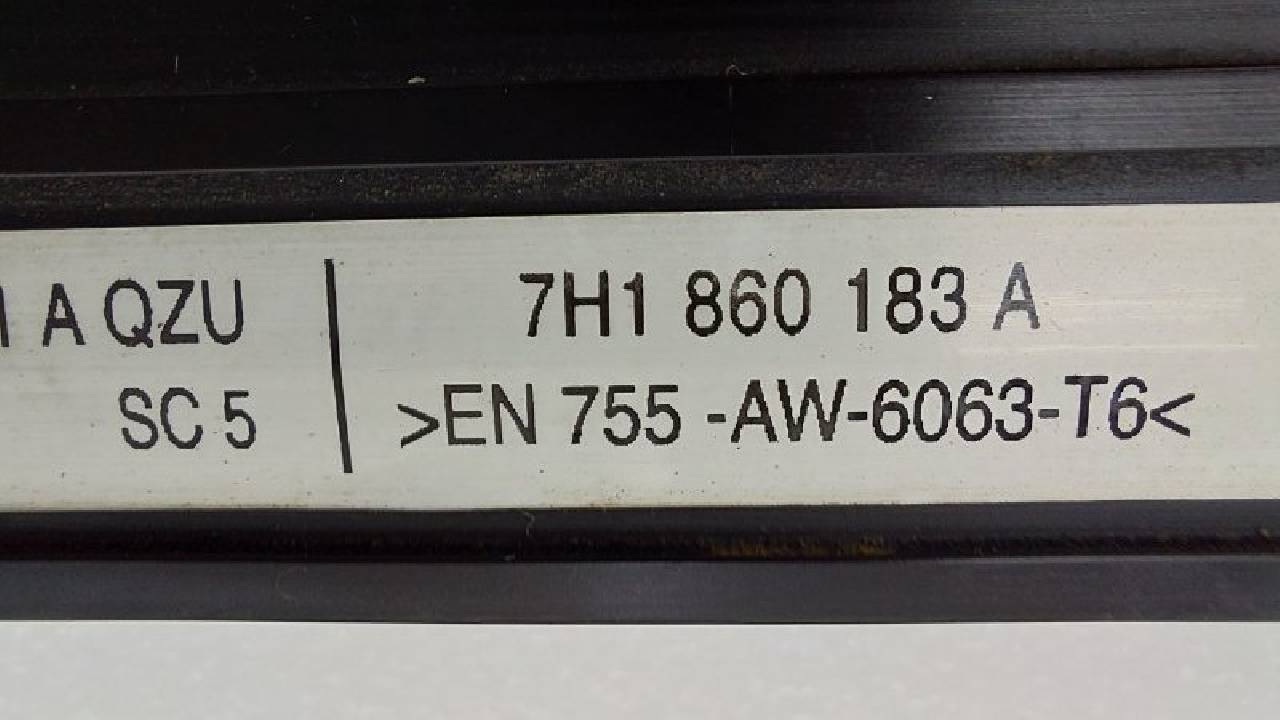 A QZU
SC 5
7H1 860 183 A
>EN 755 -AW-6063-T6<